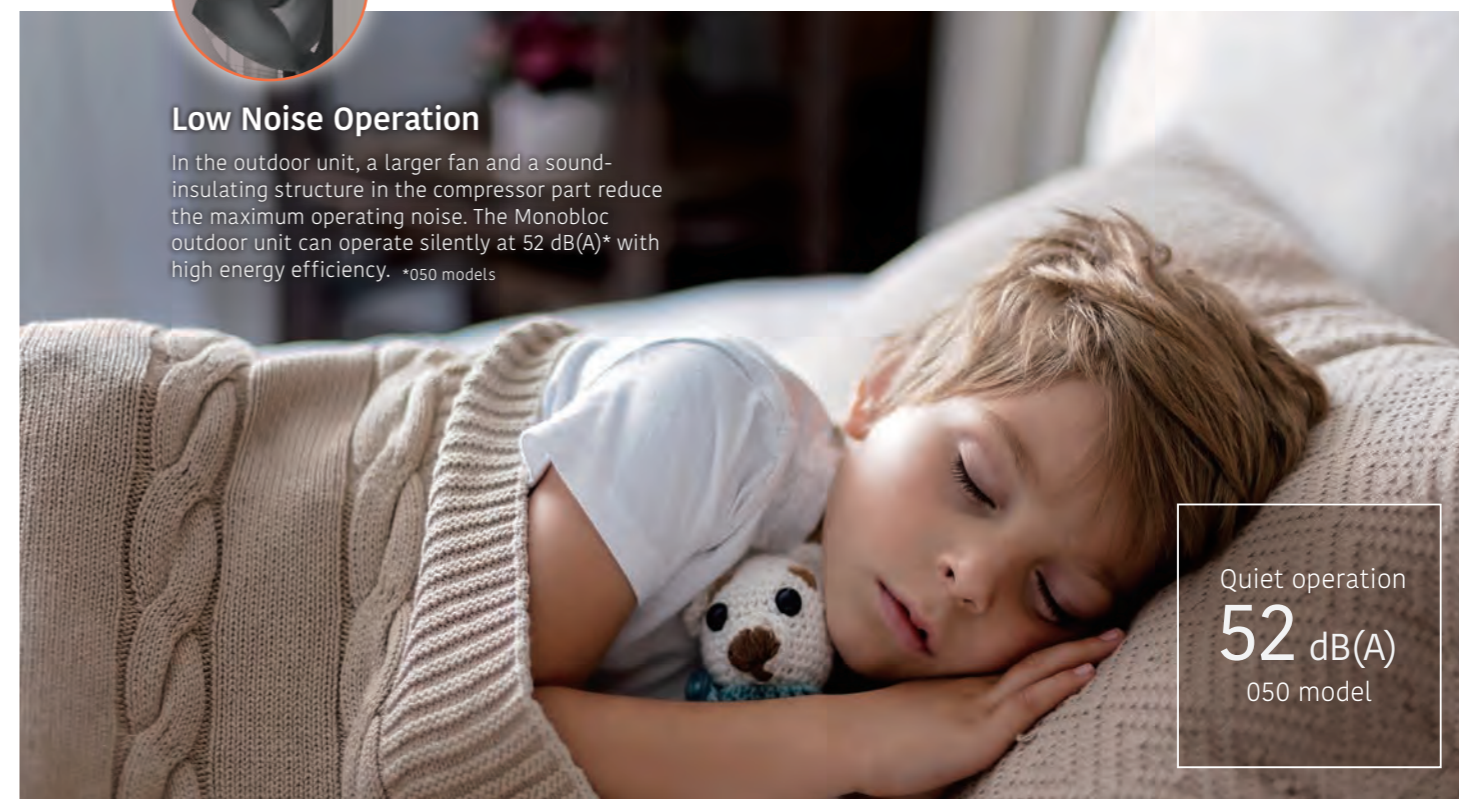 Low Noise Operation
In the outdoor unit, a larger fan and a sound-
insulating structure in the compressor part reduce
the maximum operating noise. The Monobloc
outdoor unit can operate silently at 52 dB(A)* with
high energy efficiency. *050 models
Quiet operation
52 dB(A)
050 model